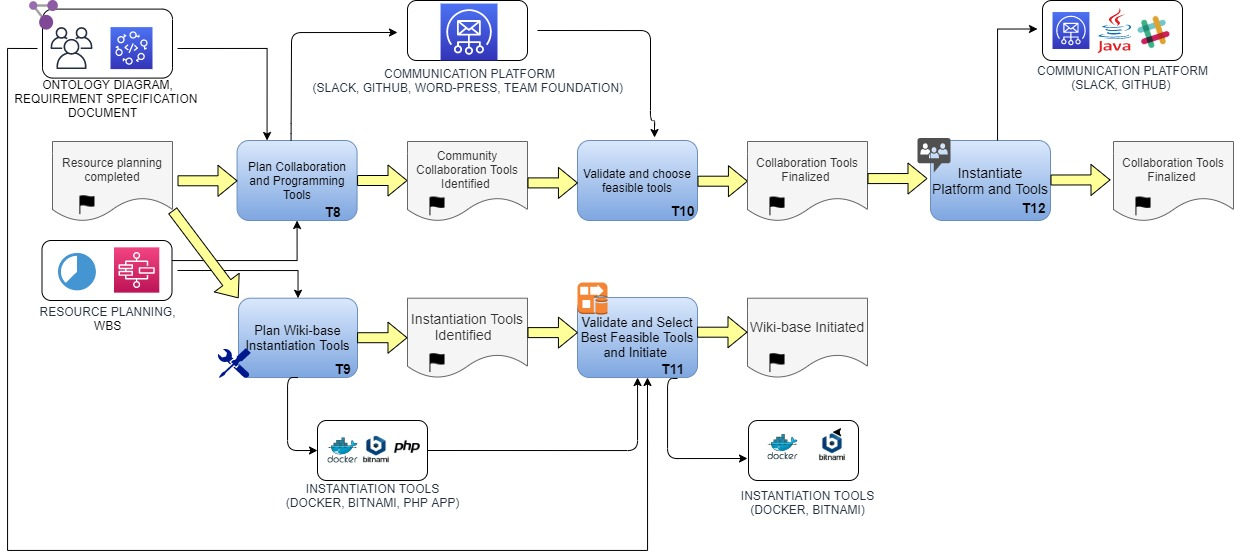 ONTOLOGY DIAGRAM,
REQUIREMENT SPECIFICATION
DOCUMENT
COMMUNICATION PLATFORM
(SLACK, GITHUB, WORD-PRESS, TEAM FOUNDATION)
Java
COMMUNICATION PLATFORM
(SLACK, GITHUB)
Resource planning
completed
Plan Collaboration
and Programming
Tools
T8
Community
Collaboration Tools
Identified
Validate and choose
feasible tools
T10
Collaboration Tools
Finalized
Instantiate
Platform and Tools
T12
Collaboration Tools
Finalized
RESOURCE PLANNING,
WBS
Plan Wiki-base
Instantiation Tools
T9
Instantiation Tools
Identified
Validate and Select
Best Feasible Tools
and Initiate
T11
Wiki-base Initiated
docker
bitnami
php
INSTANTIATION TOOLS
(DOCKER, BITNAMI, PHP APP)
docker
bitnami
INSTANTIATION TOOLS
(DOCKER, BITNAMI)